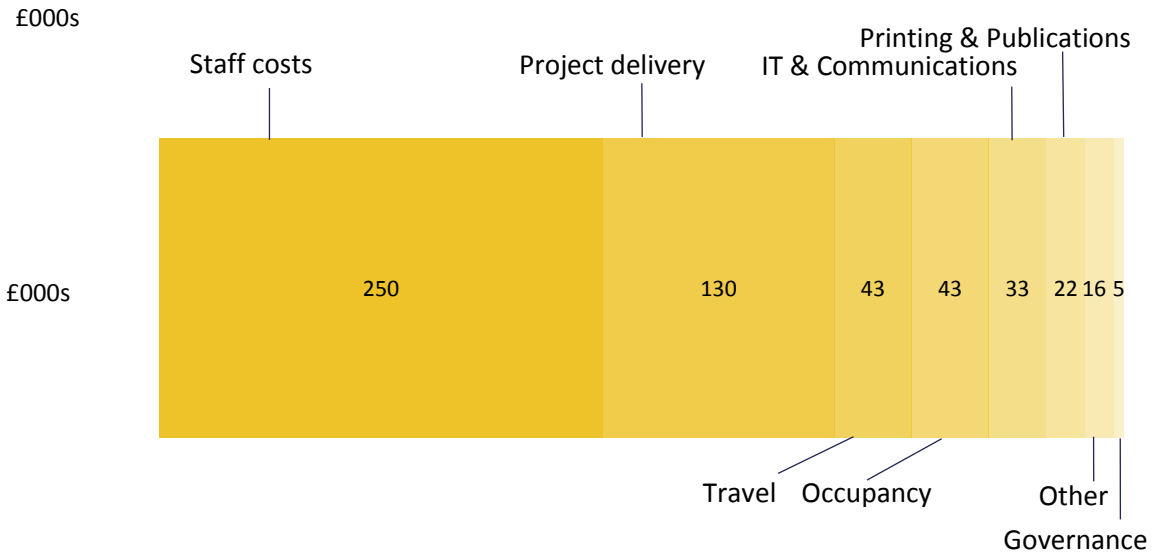 £000s
Printing & Publications
Staff costs
Project delivery
IT & Communications
£000s
250
130
43
43
33
22
16
5
Travel
Occupancy
Other
Governance